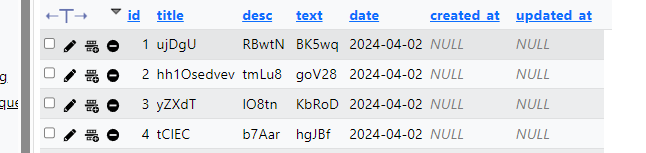 id title desc text date created_at updated_at
1 ujDgU RBwtN BK5wq 2024-04-02 NULL NULL
2 hh1Osedvev tmLu8 goV28 2024-04-02 NULL NULL
g
3 yZXdT IO8tn KbRoD 2024-04-02 NULL NULL
que
4 tCIEC b7Aar hgJBf 2024-04-02 NULL NULL